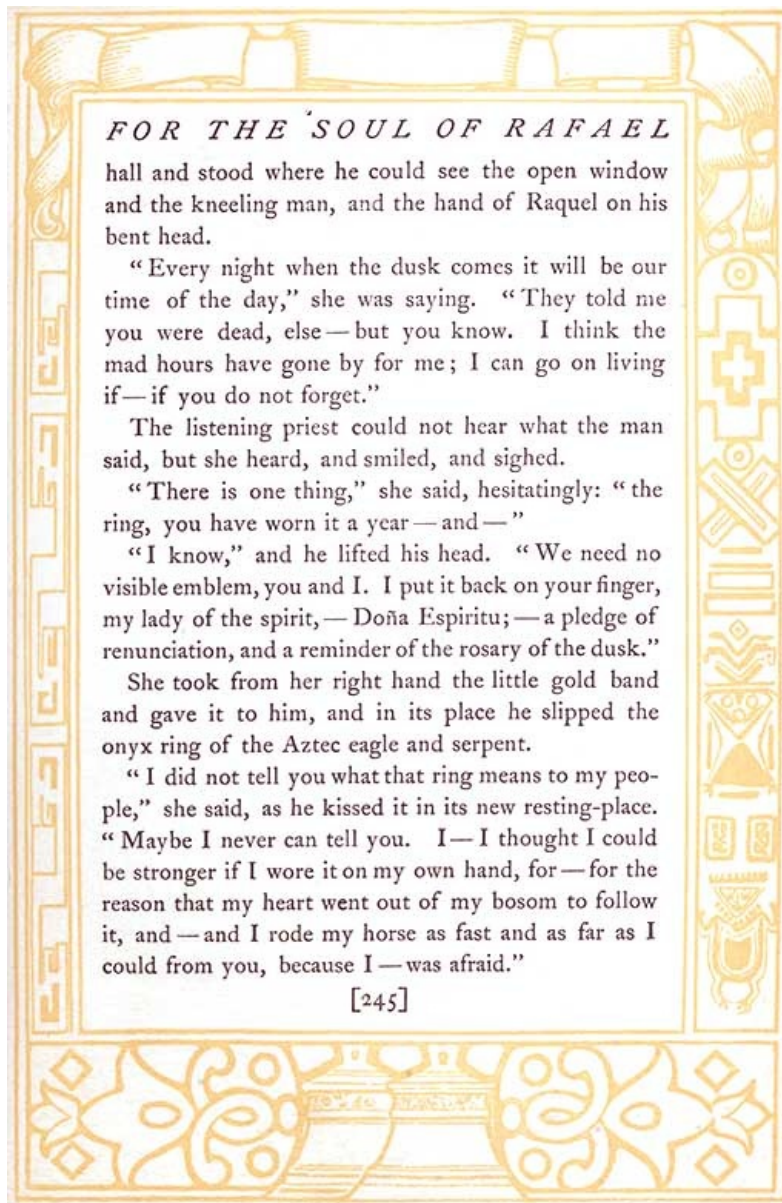 FOR THE SOUL OF RAFAEL
hall and stood where he could see the open window
and the kneeling man, and the hand of Raquel on his
bent head.
“Every night when the dusk comes it will be our
time of the day,” she was saying. “They told me
you were dead, else—but you know. I think the
mad hours have gone by for me; I can go on living
if—if you do not forget.”
The listening priest could not hear what the man
said, but she heard, and smiled, and sighed.
“There is one thing,” she said, hesitatingly: “the
ring, you have worn it a year—and—”
“I know,” and he lifted his head. “We need no
visible emblem, you and I. I put it back on your finger,
my lady of the spirit,—Doña Espiritu;—a pledge of
renunciation, and a reminder of the rosary of the dusk.”
She took from her right hand the little gold band
and gave it to him, and in its place he slipped the
onyx ring of the Aztec eagle and serpent.
“I did not tell you what that ring means to my peo-
ple,” she said, as he kissed it in its new resting-place.
“Maybe I never can tell you. I—I thought I could
be stronger if I wore it on my own hand, for—for the
reason that my heart went out of my bosom to follow
it, and—and I rode my horse as fast and as far as I
could from you, because I—was afraid.”
[245]